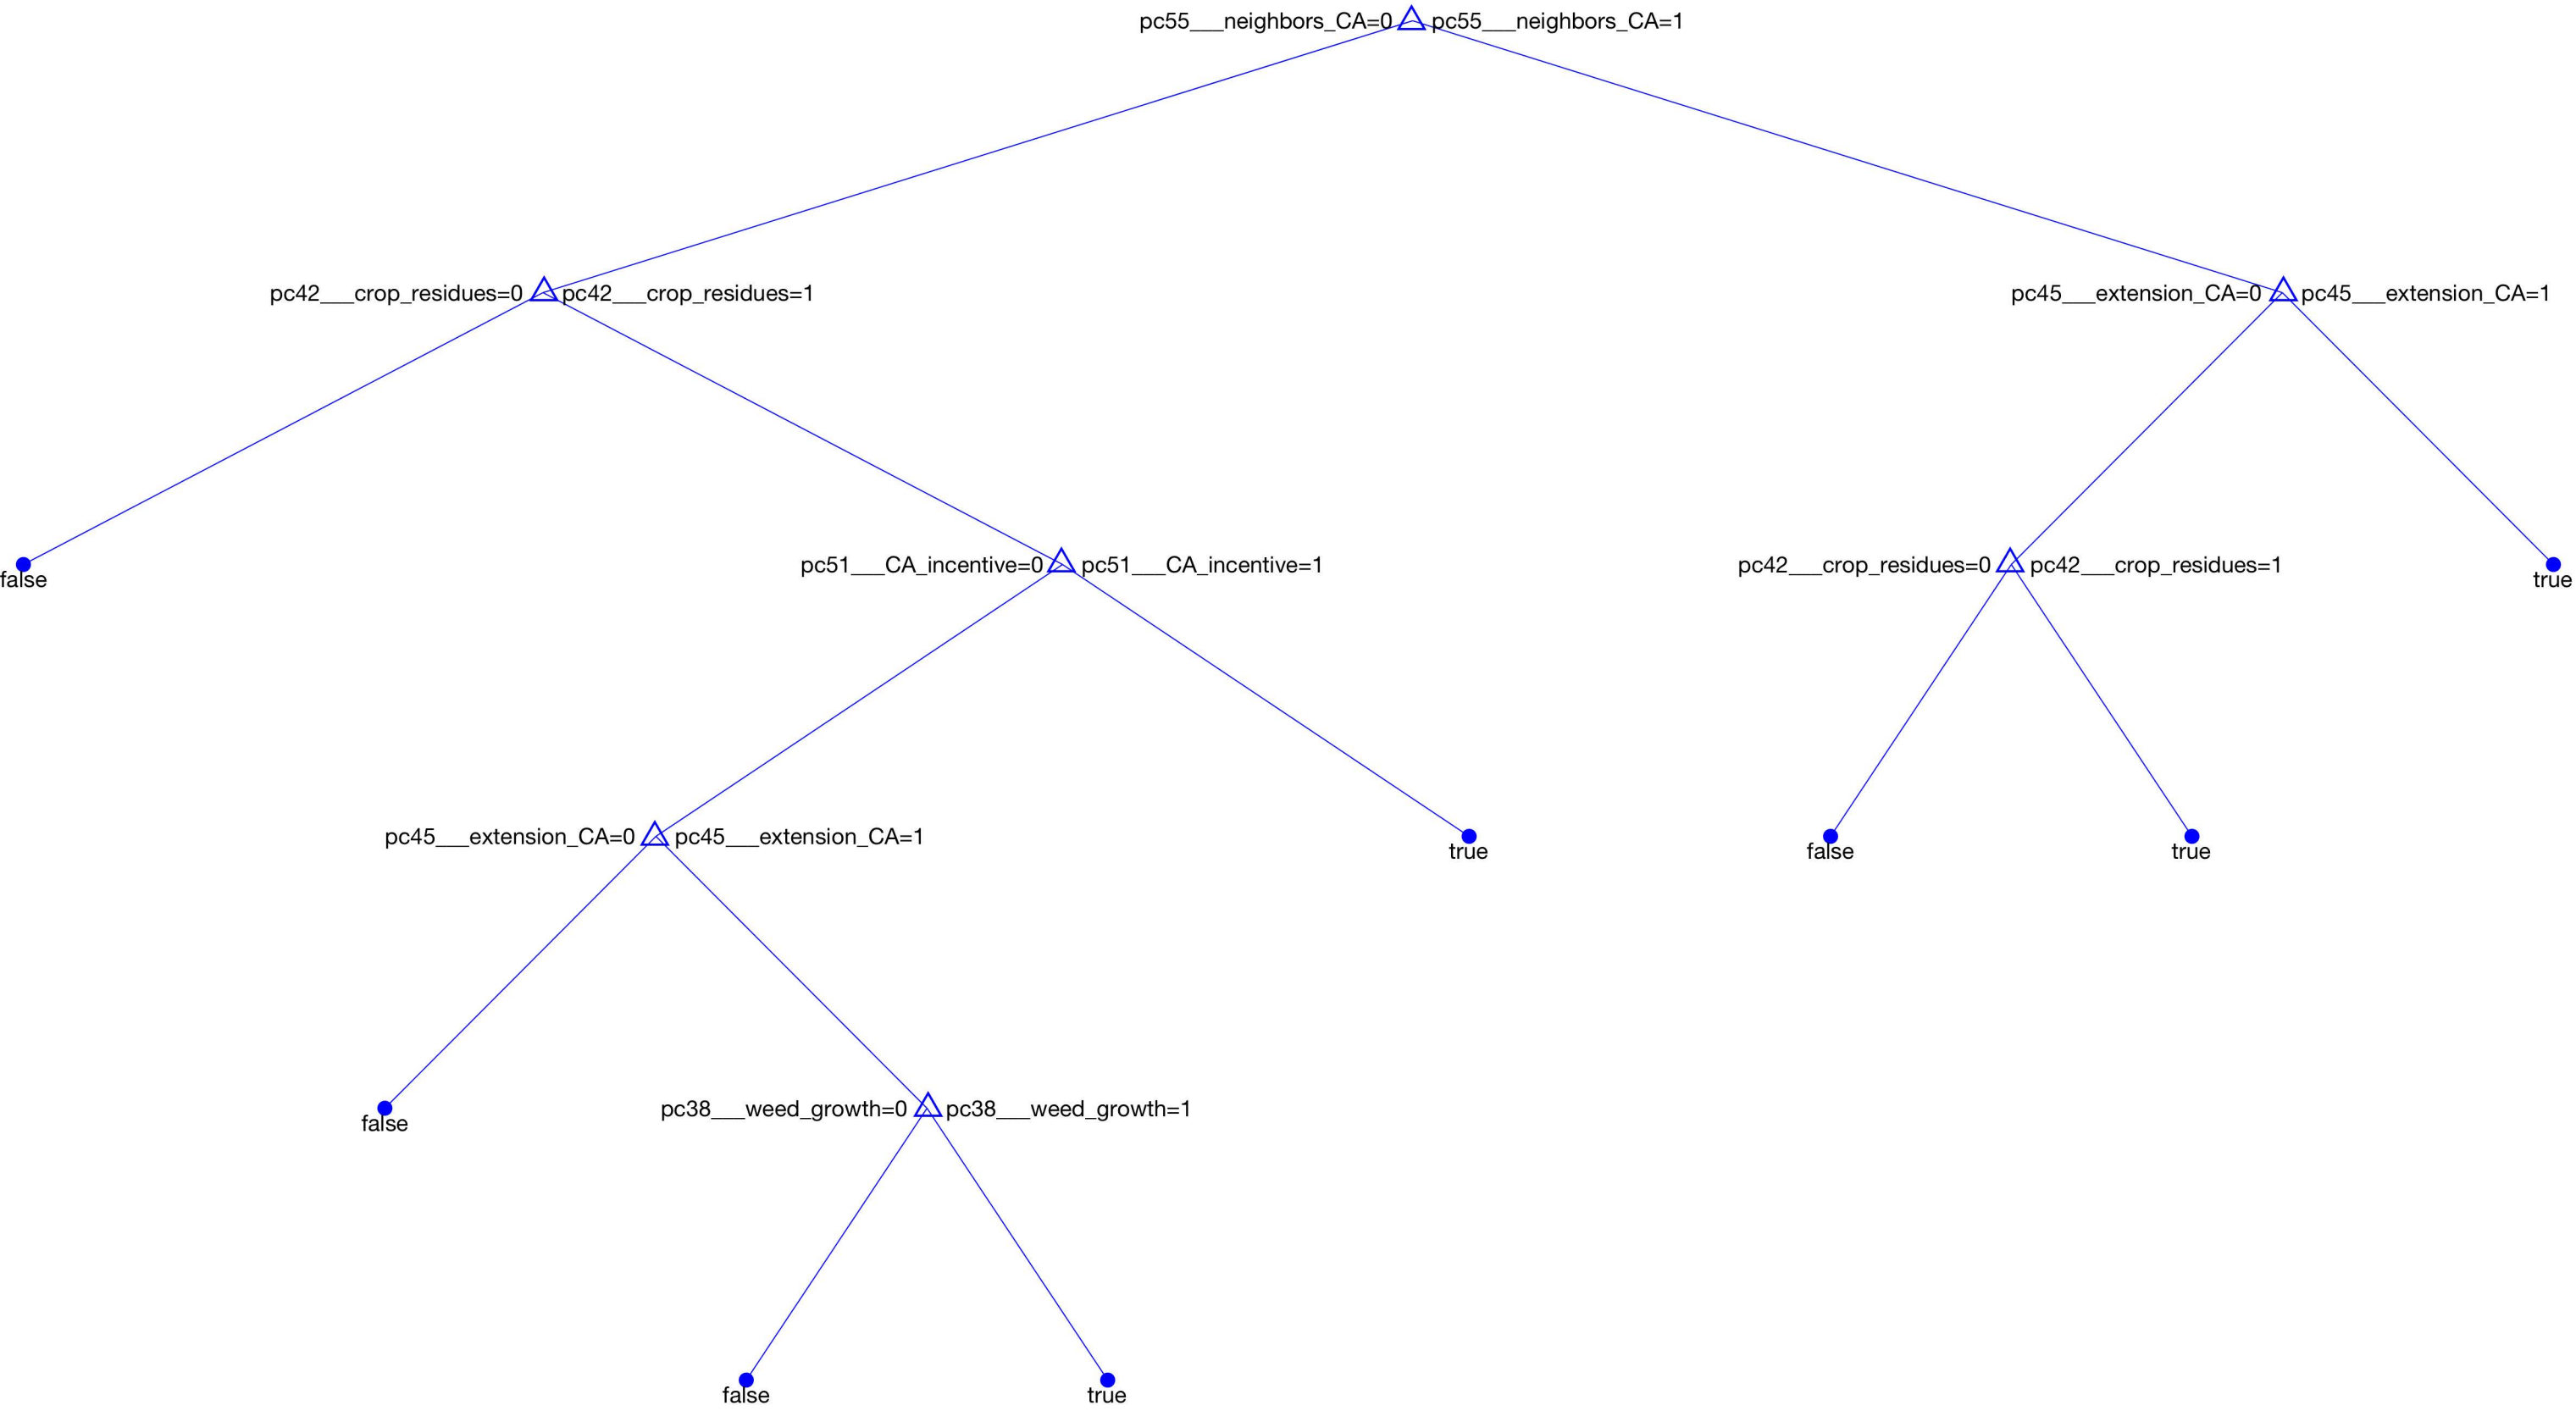 pc55___neighbors_CA=0 pc55___neighbors_CA=1
pc42___crop_residues=0 pc42___crop_residues=1
pc45___extension_CA=0 pc45___extension_CA=1
false
pc51___CA_incentive=0 pc51___CA_incentive=1
pc42___crop_residues=0 pc42___crop_residues=1
true
pc45___extension_CA=0 pc45___extension_CA=1
true
false
true
false
pc38___weed_growth=0 pc38___weed_growth=1
false
true